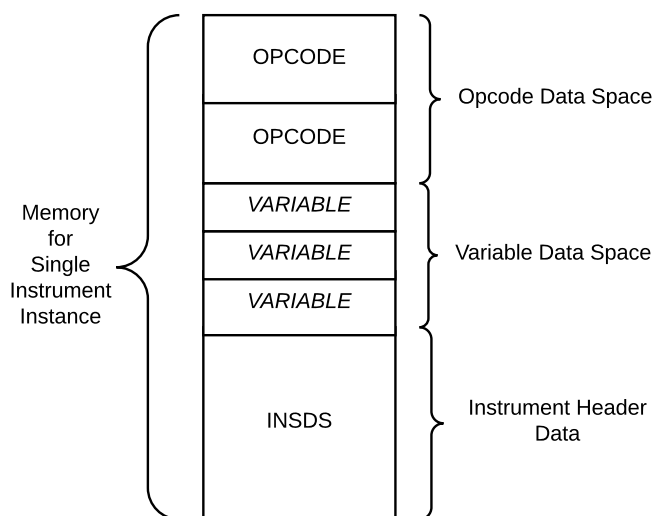 OPCODE
Opcode Data Space
OPCODE
VARIABLE
VARIABLE
VARIABLE
Variable Data Space
Memory
for
Single
Instrument
Instance
INSDS
Instrument Header
Data